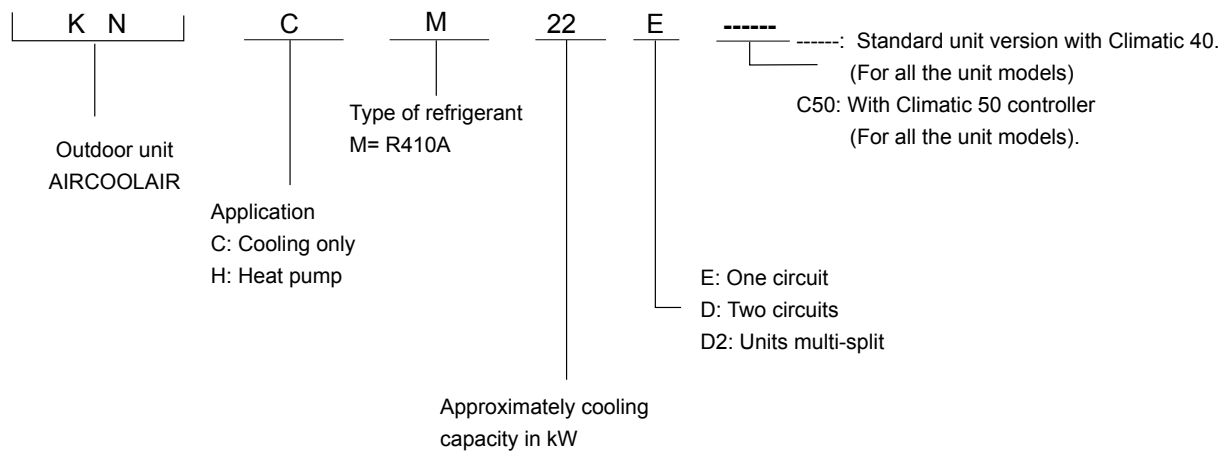 K N C M 22 E ------
------: Standard unit version with Climatic 40.
(For all the unit models)
C50: With Climatic 50 controller
(For all the unit models).
Type of refrigerant
M= R410A
Outdoor unit
AIRCOOLAIR
Application
C: Cooling only
H: Heat pump
E: One circuit
D: Two circuits
D2: Units multi-split
Approximately cooling
capacity in kW